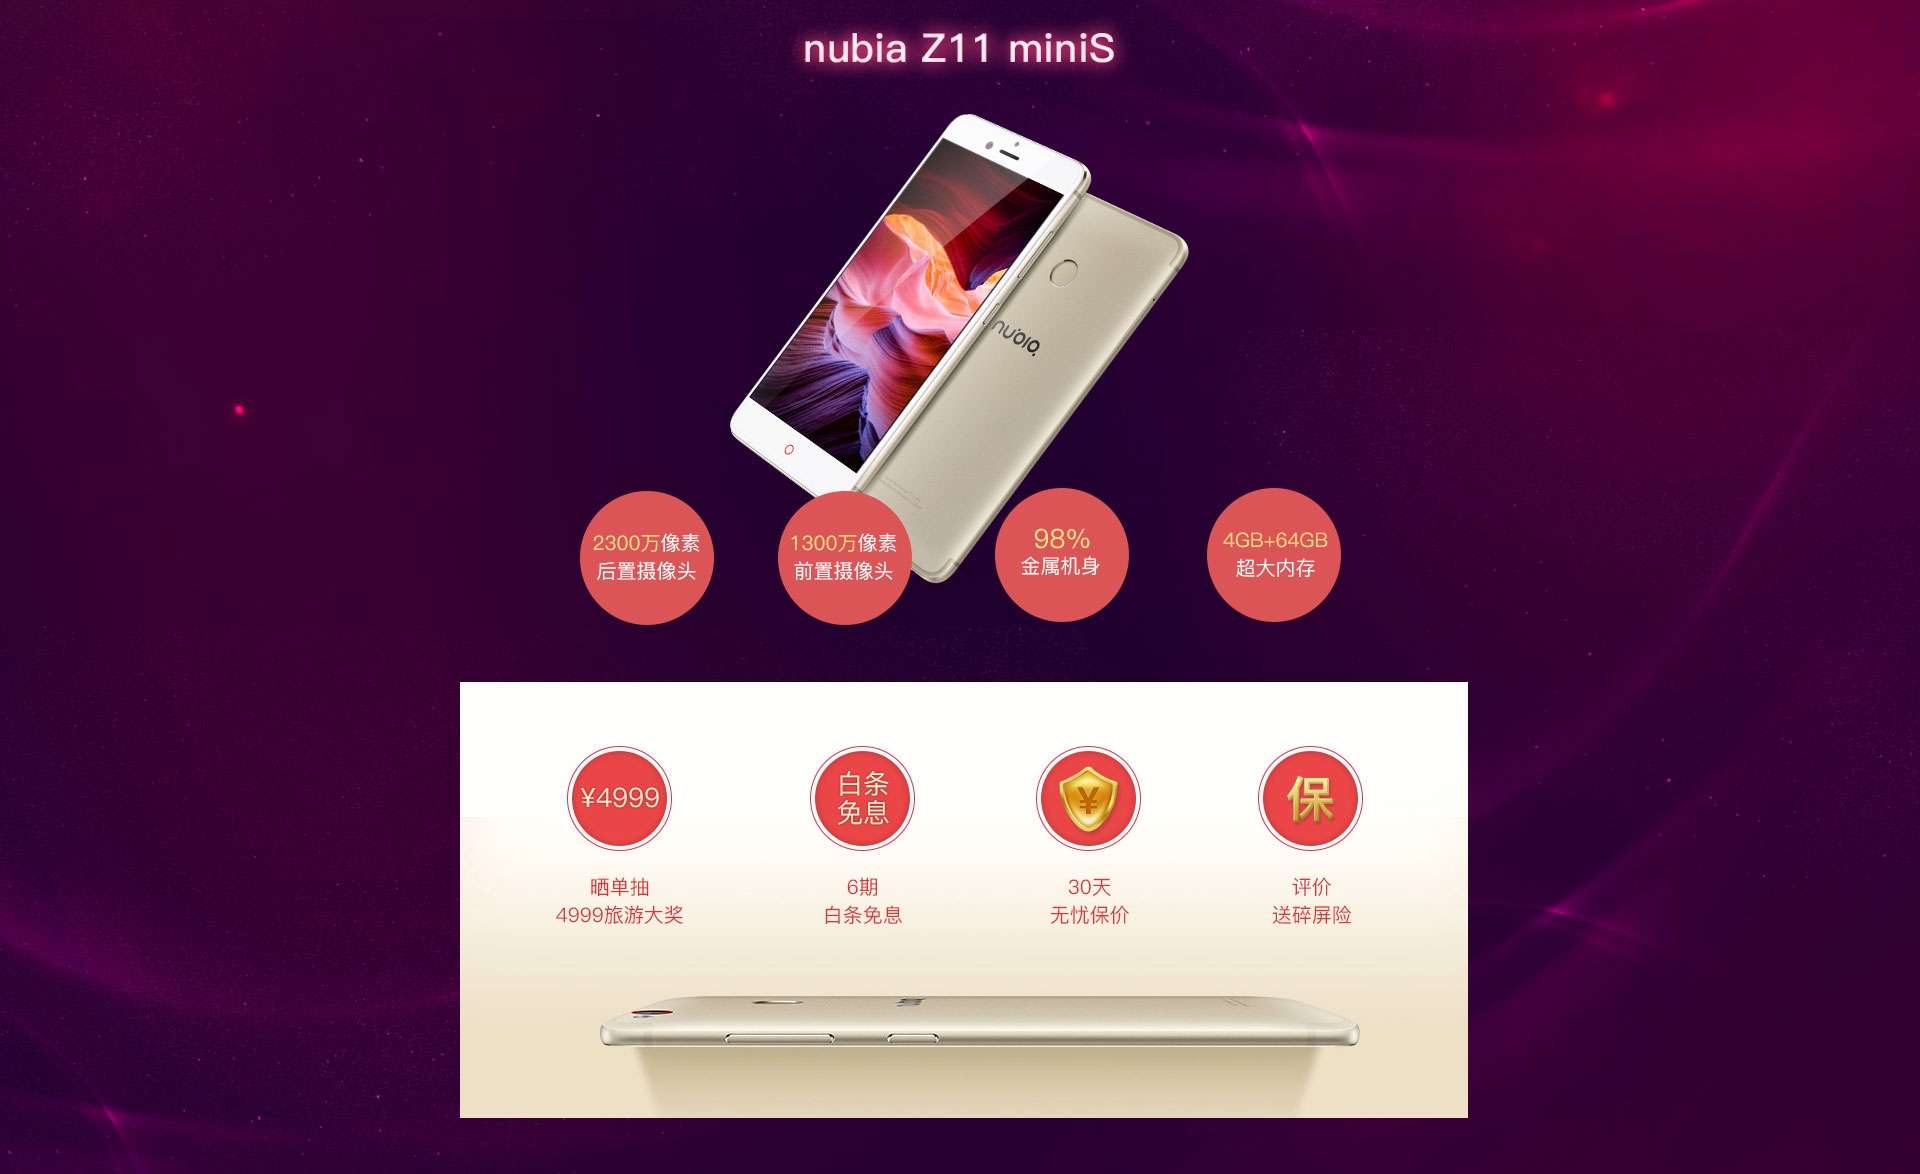 nubia Z11 miniS
nubia
2300万像素
后置摄像头
1300万像素
前置摄像头
98%
金属机身
4GB+64GB
超大内存
¥4999
白条
免息
¥
保
晒单抽
4999旅游大奖
6期
白条免息
30天
无忧保价
评价
送碎屏险
nubia